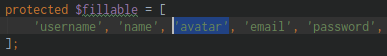 protected $fillable = [
'username', 'name', 'avatar', 'email', 'password',
];